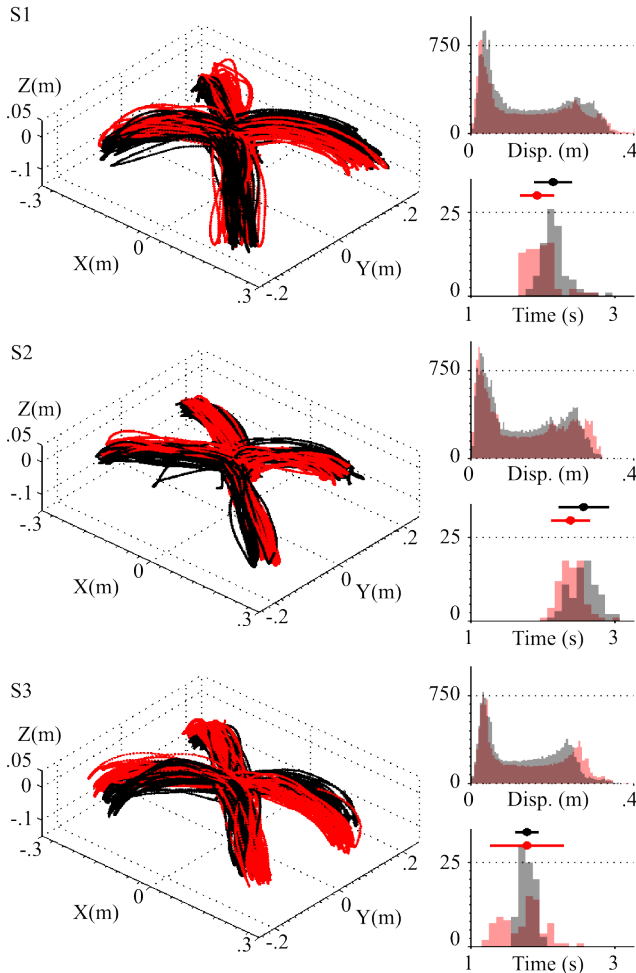 S1
Z(m)
.05
0
-.1
-.3
X(m)
0
.3
-.2
0
Y(m)
.2
750
0
0
Disp. (m)
.4
25
0
1
Time (s)
3
S2
Z(m)
.05
0
-.1
-.3
X(m)
0
.3
-.2
0
Y(m)
.2
750
0
0
Disp. (m)
.4
25
0
1
Time (s)
3
S3
Z(m)
.05
0
-.1
-.3
X(m)
0
.3
-.2
0
Y(m)
.2
750
0
0
Disp. (m)
.4
25
0
1
Time (s)
3